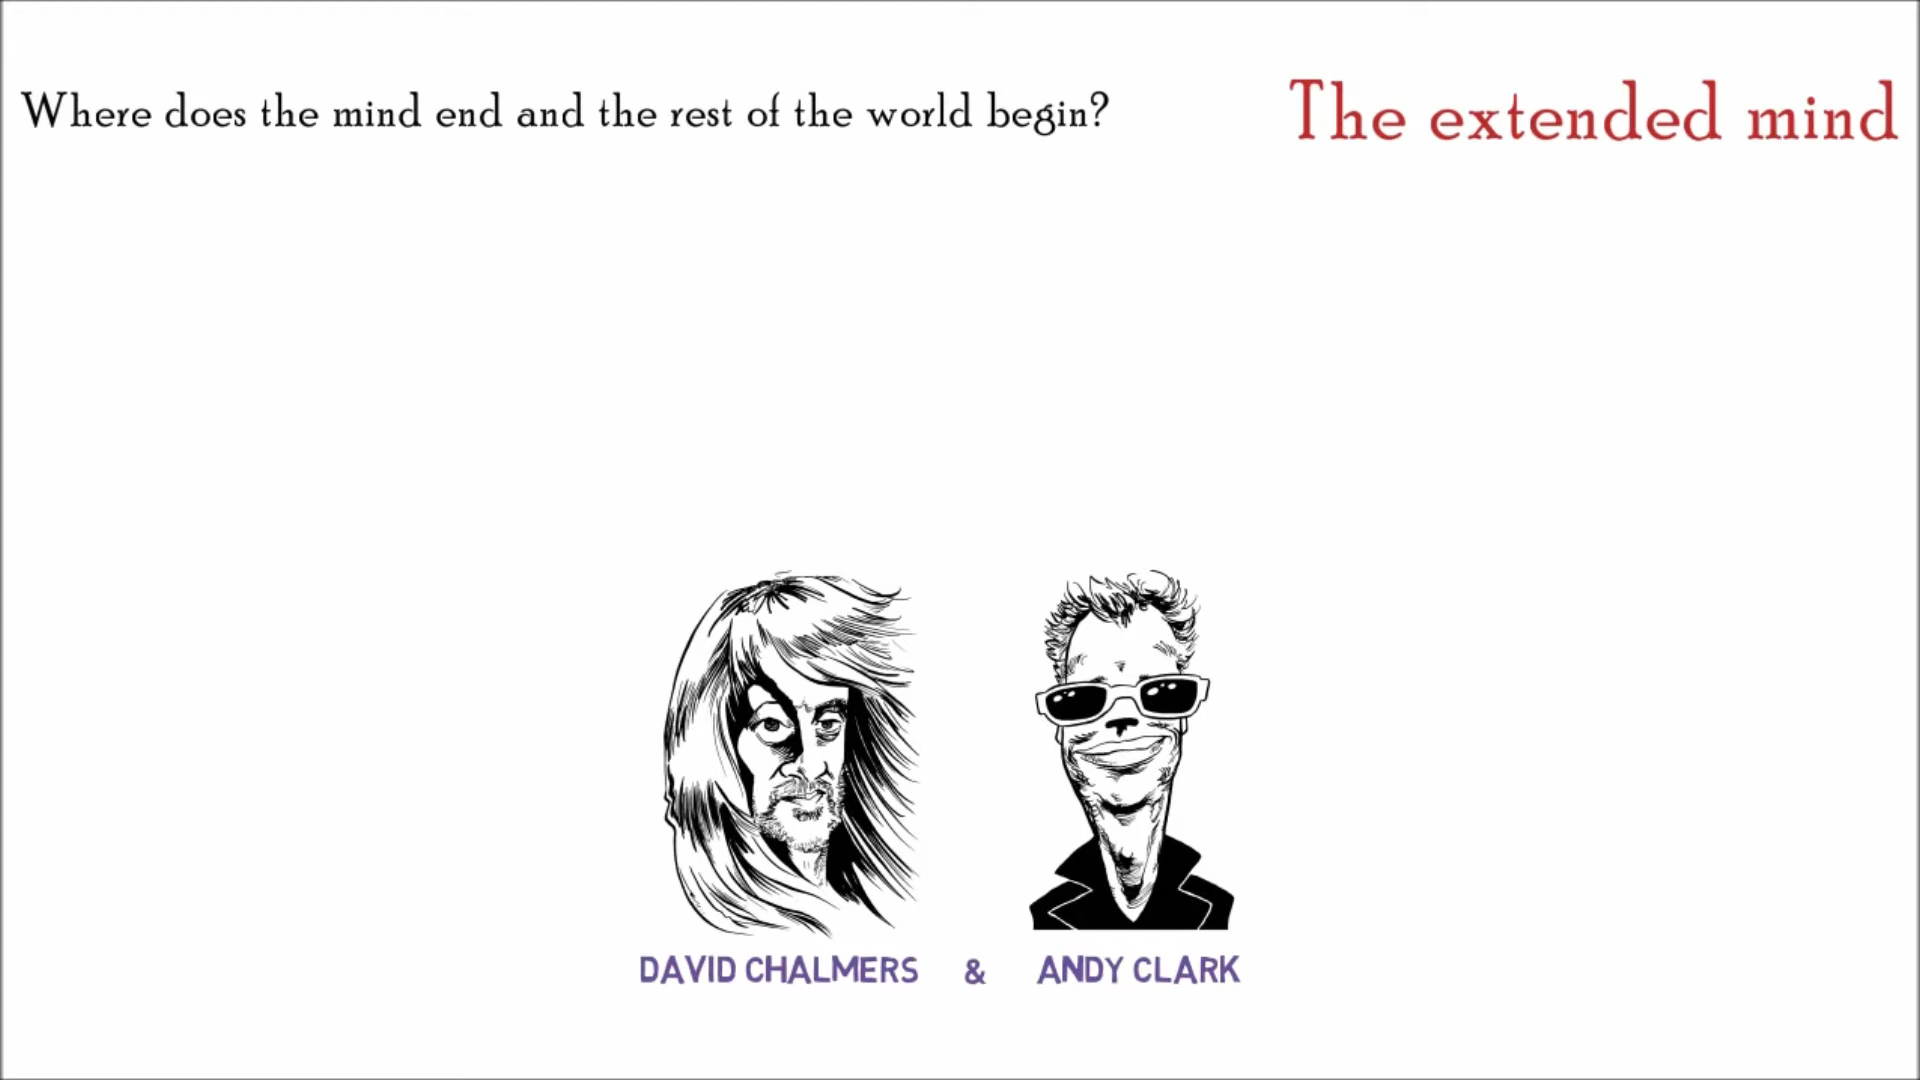 Where does the mind end and the rest of the world begin?
The extended mind
DAVID CHALMERS & ANDY CLARK